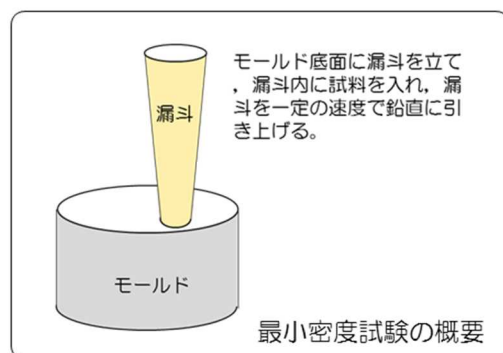 モールド底面に漏斗を立て
，漏斗内に試料を入れ，漏
斗を一定の速度で鉛直に引
き上げる。
漏斗
モールド
最小密度試験の概要